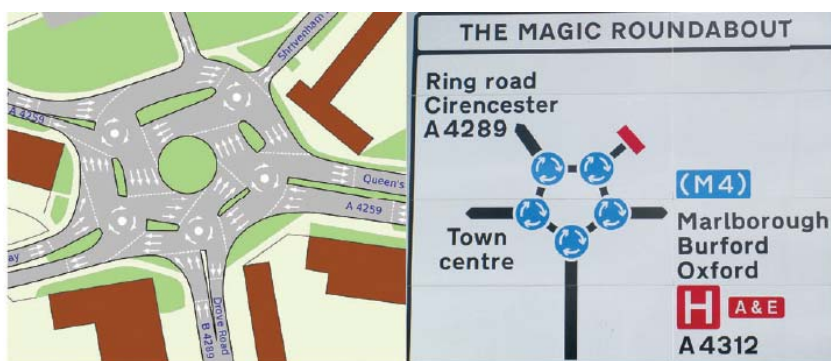 A 4259
Shrivenham
Queen's
A 4259
ay
B 4289
Drove Road
THE MAGIC ROUNDABOUT
Ring road
Cirencester
A 4289
Town
centre
(M4)
Marlborough
Burford
Oxford
H A & E
A 4312